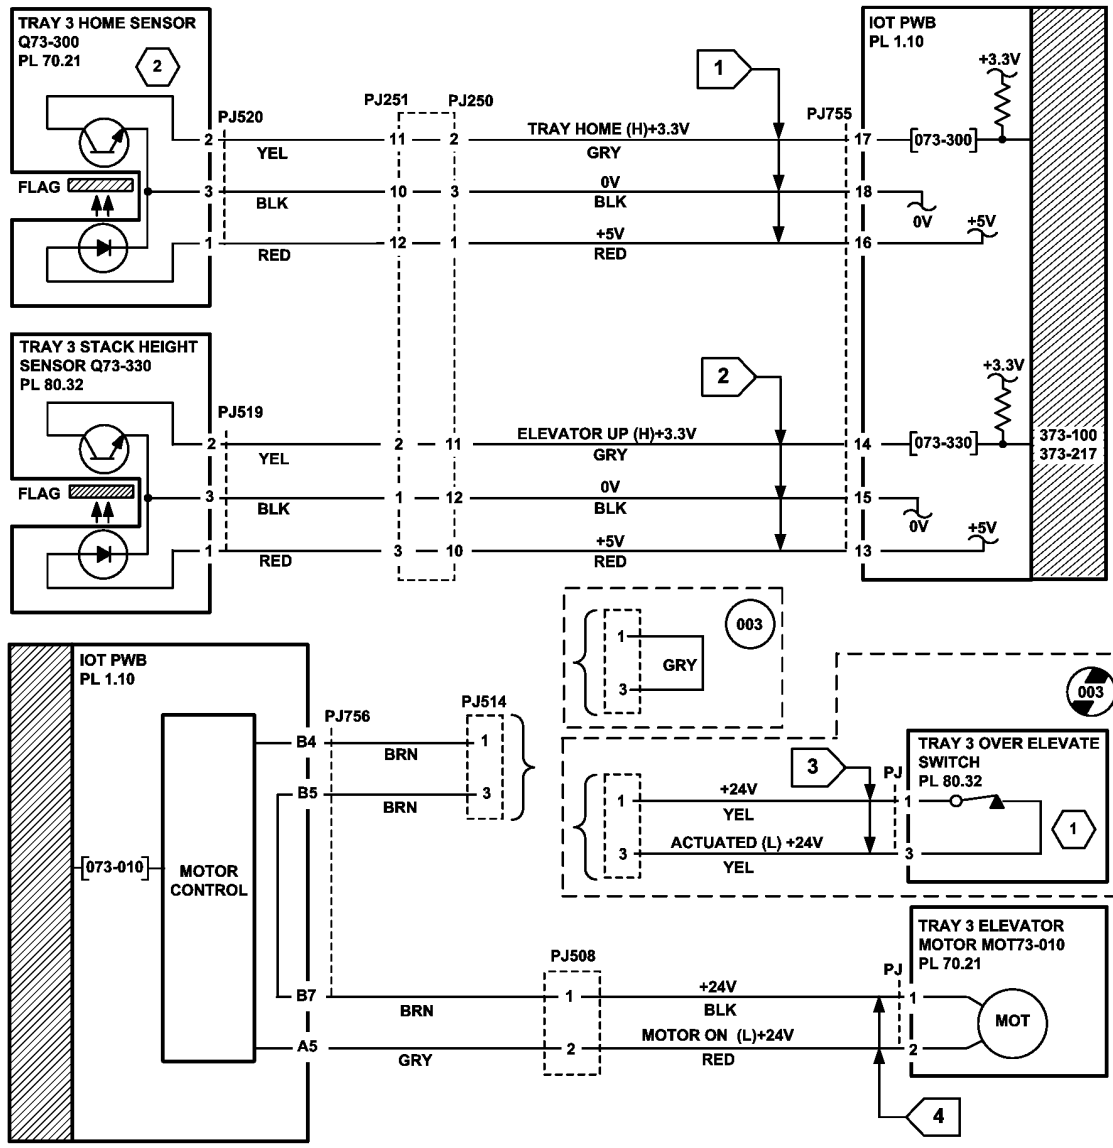 TRAY 3 HOME SENSOR
Q73-300
PL 70.21
2
FLAG
PJ520
2
3
1
YEL
BLK
RED
PJ251
PJ250
11
2
10
3
12
1
1
TRAY HOME (H)+3.3V
GRY
0V
BLK
+5V
RED
PJ755
17
18
16
IOT PWB
PL 1.10
+3.3V
[073-300]
0V
+5V
TRAY 3 STACK HEIGHT
SENSOR Q73-330
PL 80.32
FLAG
PJ519
2
3
1
YEL
BLK
RED
2
11
1
12
3
10
2
ELEVATOR UP (H)+3.3V
GRY
0V
BLK
+5V
RED
14
15
13
+3.3V
[073-330]
373-100
373-217
0V
+5V
1
3
GRY
003
003
IOT PWB
PL 1.10
[073-010]
MOTOR
CONTROL
PJ756
B4
B5
B7
A5
BRN
BRN
PJ514
1
3
1
3
+24V
YEL
ACTUATED (L) +24V
YEL
3
PJ
1
3
TRAY 3 OVER ELEVATE
SWITCH
PL 80.32
1
BRN
GRY
PJ508
1
2
+24V
BLK
MOTOR ON (L)+24V
RED
4
PJ
1
2
TRAY 3 ELEVATOR
MOTOR MOT73-010
PL 70.21
MOT